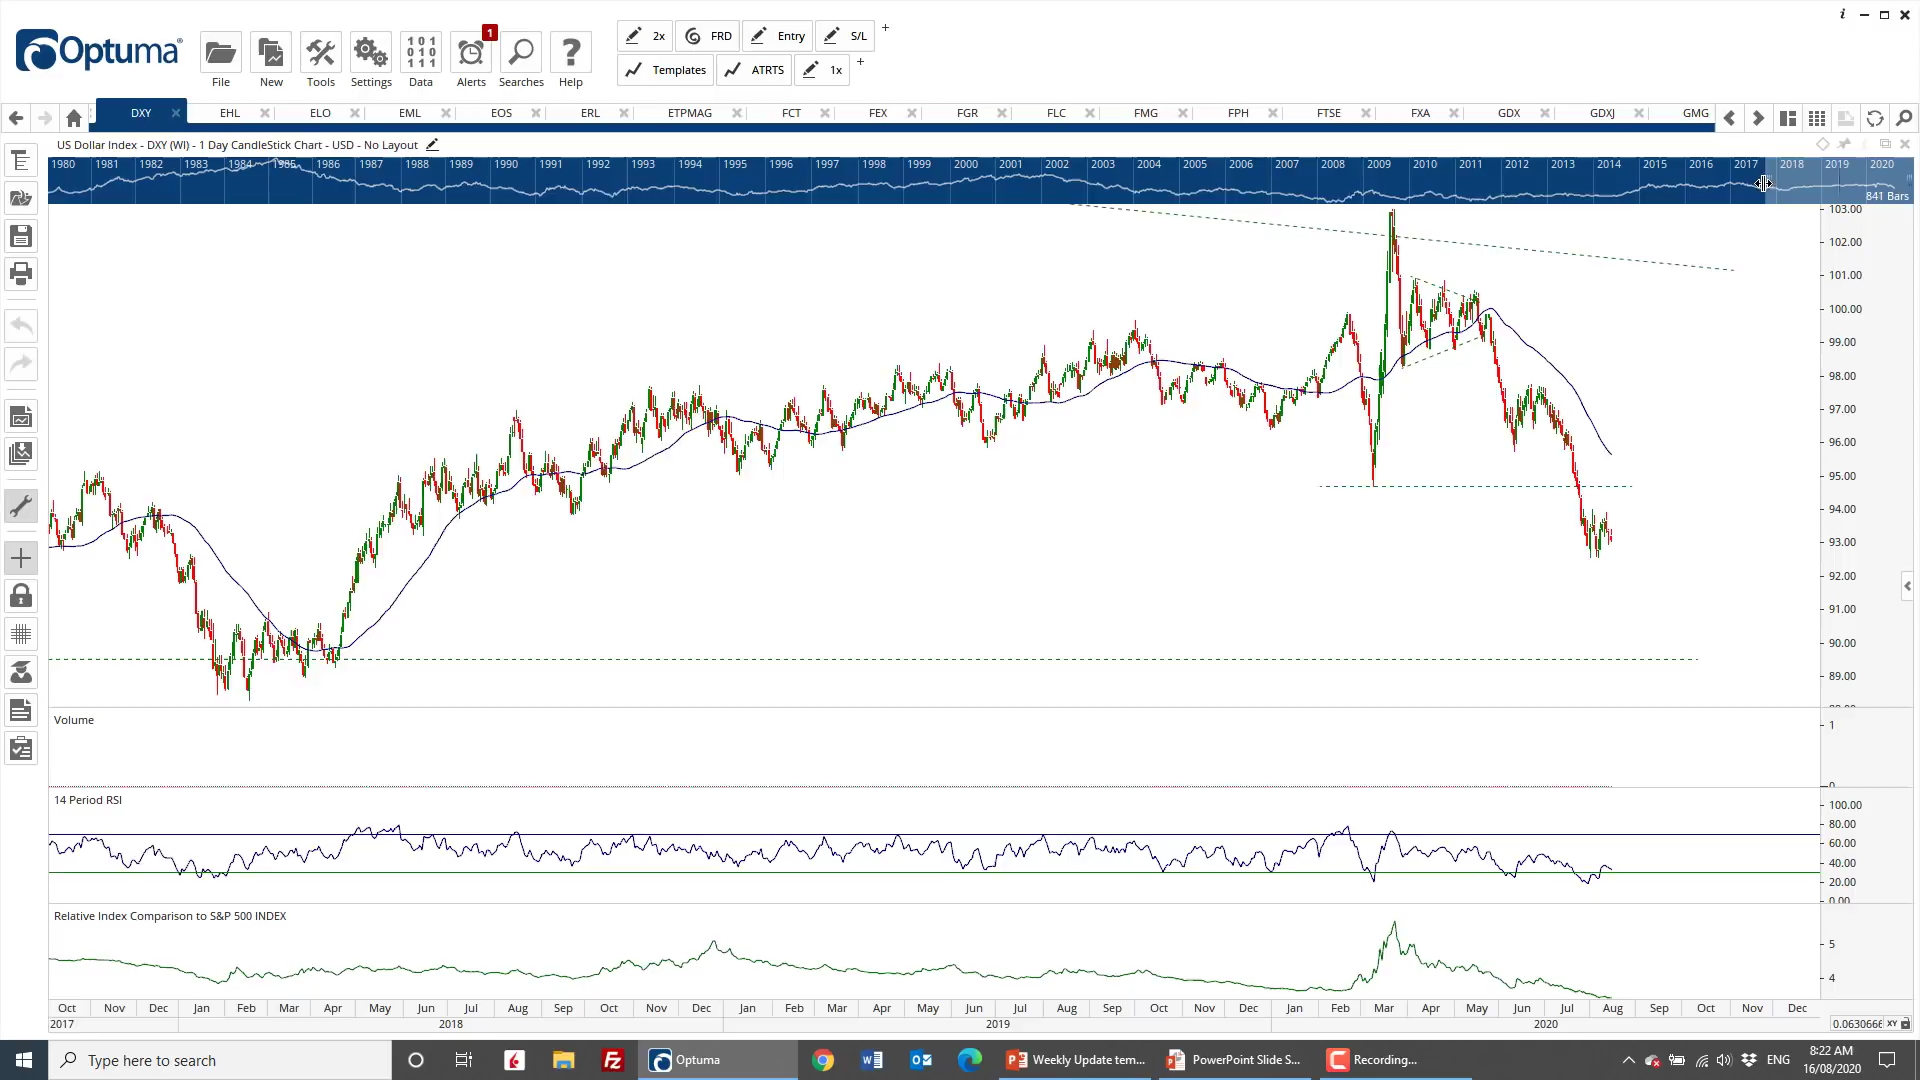 Optuma®
File New Tools Settings Data Alerts Searches Help
1
2x FRD Entry S/L +
Templates ATRTS 1x +
DXY EHL ELO EML EOS ERL ETPMAG FCT FEX FGR FLC FMG FPH FTSE FXA GDX GDXJ GMG
US Dollar Index - DXY (WI) - 1 Day CandleStick Chart - USD - No Layout
1980 1981 1982 1983 1984 1985 1986 1987 1988 1989 1990 1991 1992 1993 1994 1995 1996 1997 1998 1999 2000 2001 2002 2003 2004 2005 2006 2007 2008 2009 2010 2011 2012 2013 2014 2015 2016 2017 2018 2019 2020
841 Bars
103.00
102.00
101.00
100.00
99.00
98.00
97.00
96.00
95.00
94.00
93.00
92.00
91.00
90.00
89.00
Volume
1
0
14 Period RSI
100.00
80.00
60.00
40.00
20.00
0.00
Relative Index Comparison to S&P 500 INDEX
5
4
Oct Nov Dec Jan Feb Mar Apr May Jun Jul Aug Sep Oct Nov Dec Jan Feb Mar Apr May Jun Jul Aug Sep Oct Nov Dec Jan Feb Mar Apr May Jun Jul Aug Sep Oct Nov Dec
2017 2018 2019 2020
0.0630666 XY
Type here to search
Optuma
Weekly Update tem...
PowerPoint Slide S...
Recording...
ENG
8:22 AM
16/08/2020